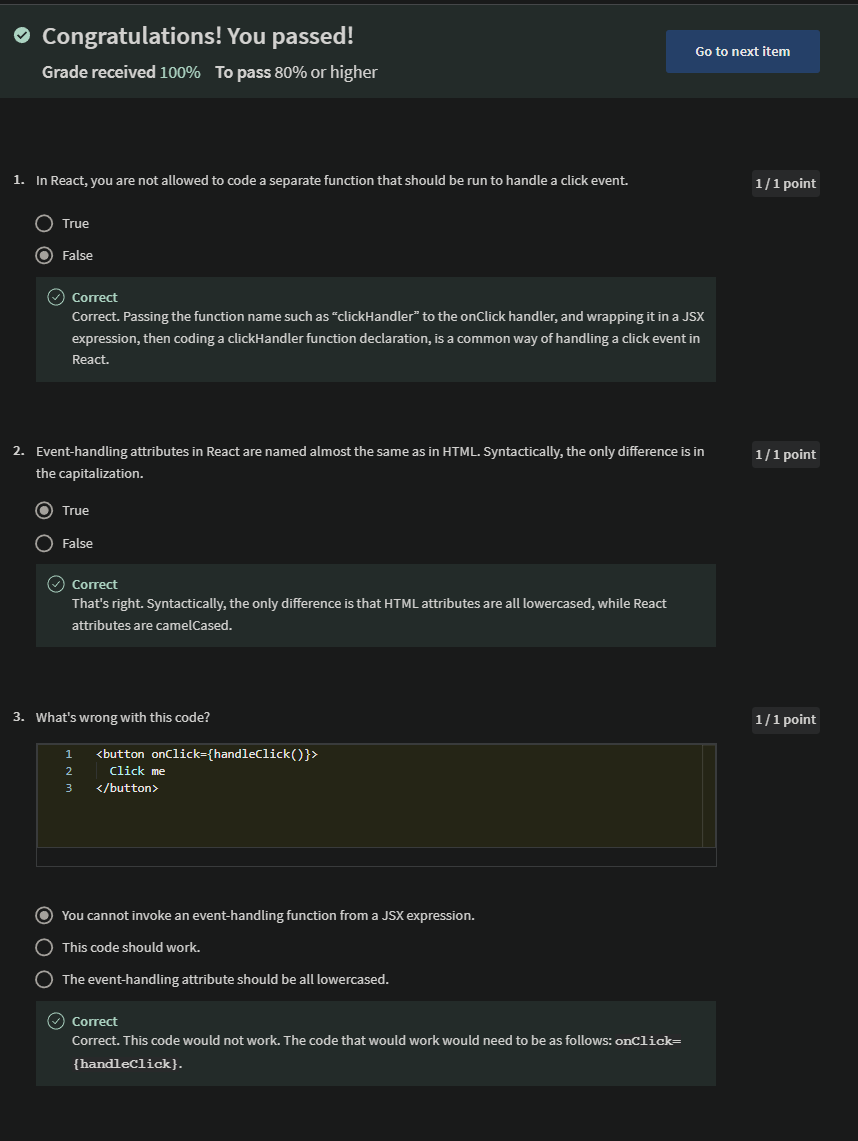 Congratulations! You passed!
Go to next item
Grade received 100% To pass 80% or higher
1. In React, you are not allowed to code a separate function that should be run to handle a click event.
1 / 1 point
True
False
Correct
Correct. Passing the function name such as “clickHandler” to the onClick handler, and wrapping it in a JSX
expression, then coding a clickHandler function declaration, is a common way of handling a click event in
React.
2. Event-handling attributes in React are named almost the same as in HTML. Syntactically, the only difference is in
the capitalization.
1 / 1 point
True
False
Correct
That's right. Syntactically, the only difference is that HTML attributes are all lowercased, while React
attributes are camelCased.
3. What's wrong with this code?
1 / 1 point
1 <button onClick={handleClick()}>
2 Click me
3 </button>
You cannot invoke an event-handling function from a JSX expression.
This code should work.
The event-handling attribute should be all lowercased.
Correct
Correct. This code would not work. The code that would work would need to be as follows: onClick=
{handleClick}.